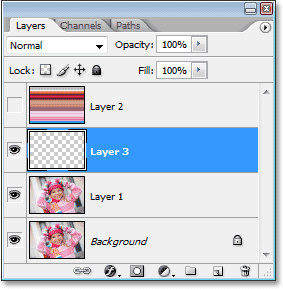 Layers Channels Paths
Normal Opacity: 100%
Lock: Fill: 100%
Layer 2
Layer 3
Layer 1
Background